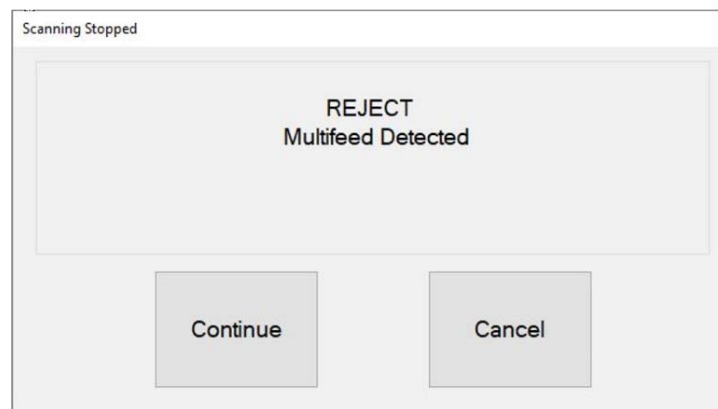 Scanning Stopped
REJECT
Multifeed Detected
Continue
Cancel